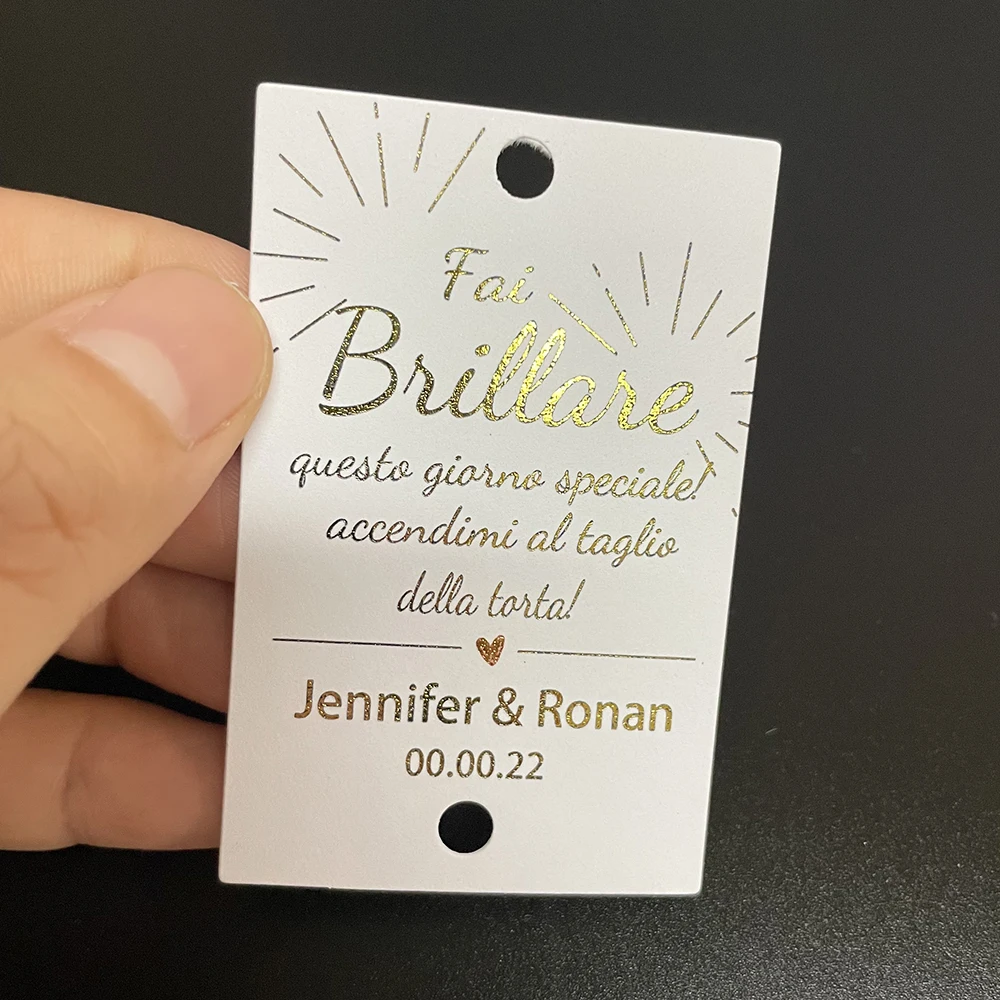 Fai
Brillare
questo giorno speciale!
accendimi al taglio
della torta!
Jennifer & Ronan
00.00.22